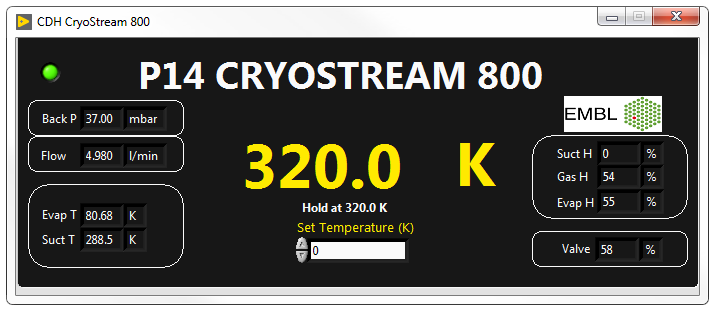 CDH CryoStream 800
P14 CRYOSTREAM 800
Back P 37.00 mbar
Flow 4.980 l/min
Evap T 80.68 K
Suct T 288.5 K
320.0 K
Hold at 320.0 K
Set Temperature (K)
0
EMBL
Suct H 0 %
Gas H 54 %
Evap H 55 %
Valve 58 %